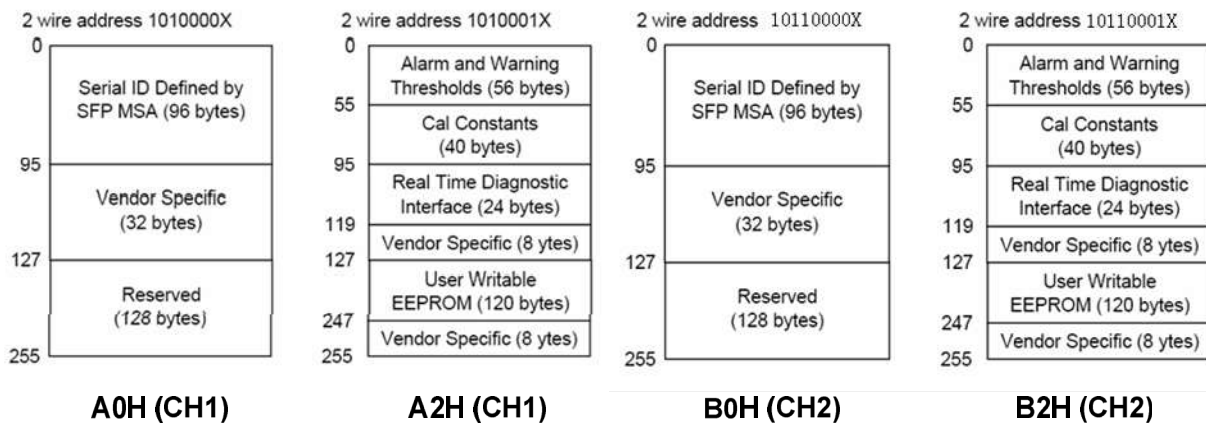 2 wire address 1010000X
0
Serial ID Defined by
SFP MSA (96 bytes)
95
Vendor Specific
(32 bytes)
127
Reserved
(128 bytes)
255
A0H (CH1)
2 wire address 1010001X
0
Alarm and Warning
Thresholds (56 bytes)
55
Cal Constants
(40 bytes)
95
Real Time Diagnostic
Interface (24 bytes)
119
Vendor Specific (8 ytes)
127
User Writable
EEPROM (120 bytes)
247
Vendor Specific (8 ytes)
255
A2H (CH1)
2 wire address 10110000X
0
Serial ID Defined by
SFP MSA (96 bytes)
95
Vendor Specific
(32 bytes)
127
Reserved
(128 bytes)
255
B0H (CH2)
2 wire address 10110001X
0
Alarm and Warning
Thresholds (56 bytes)
55
Cal Constants
(40 bytes)
95
Real Time Diagnostic
Interface (24 bytes)
119
Vendor Specific (8 ytes)
127
User Writable
EEPROM (120 bytes)
247
Vendor Specific (8 ytes)
255
B2H (CH2)